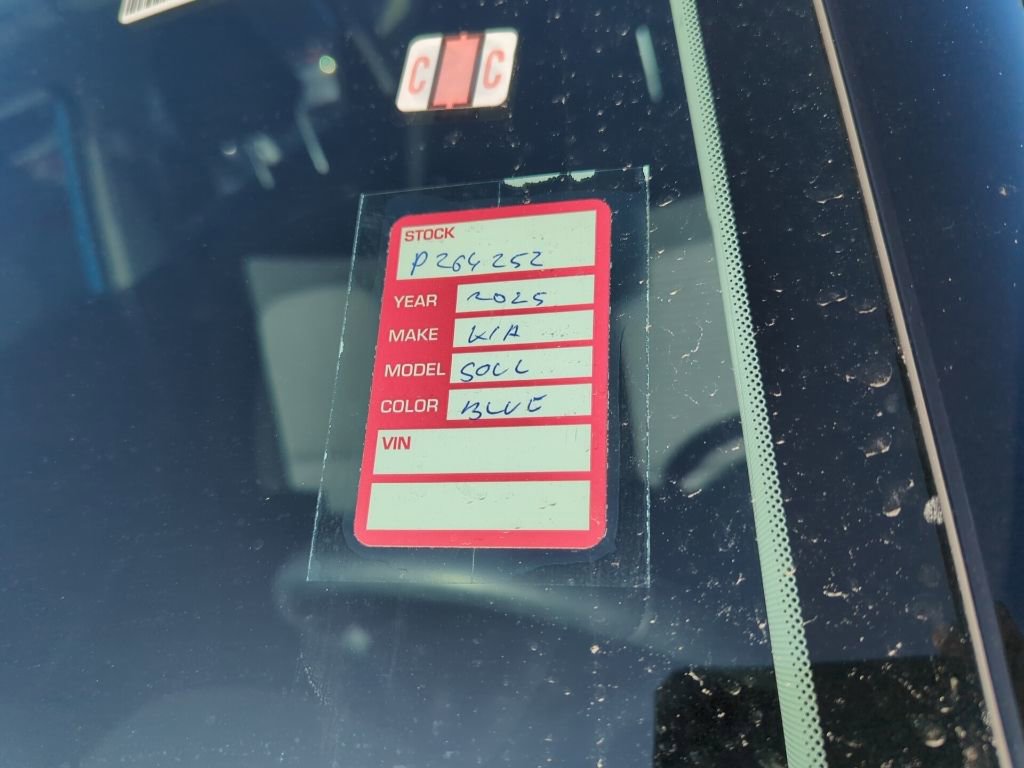 C C
STOCK
P264252
YEAR 2025
MAKE KIA
MODEL SOUL
COLOR BLUE
VIN